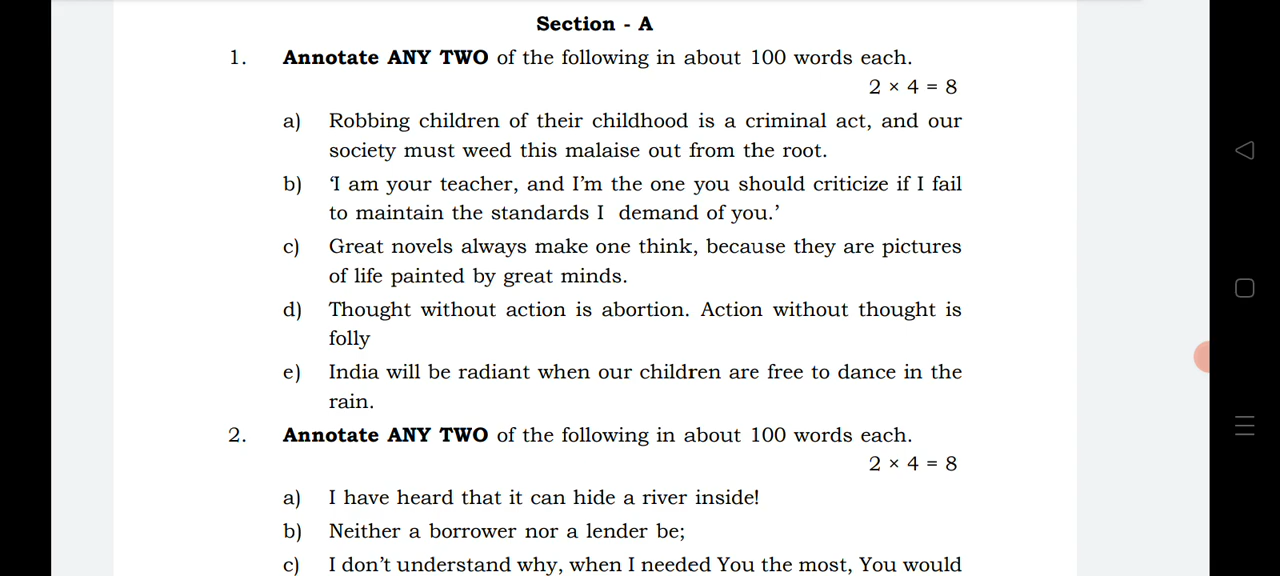 Section - A
1. Annotate ANY TWO of the following in about 100 words each.
2 × 4 = 8
a) Robbing children of their childhood is a criminal act, and our
society must weed this malaise out from the root.
b) 'I am your teacher, and I'm the one you should criticize if I fail
to maintain the standards I demand of you.'
c) Great novels always make one think, because they are pictures
of life painted by great minds.
d) Thought without action is abortion. Action without thought is
folly
e) India will be radiant when our children are free to dance in the
rain.
2. Annotate ANY TWO of the following in about 100 words each.
2 × 4 = 8
a) I have heard that it can hide a river inside!
b) Neither a borrower nor a lender be;
c) I don't understand why, when I needed You the most, You would